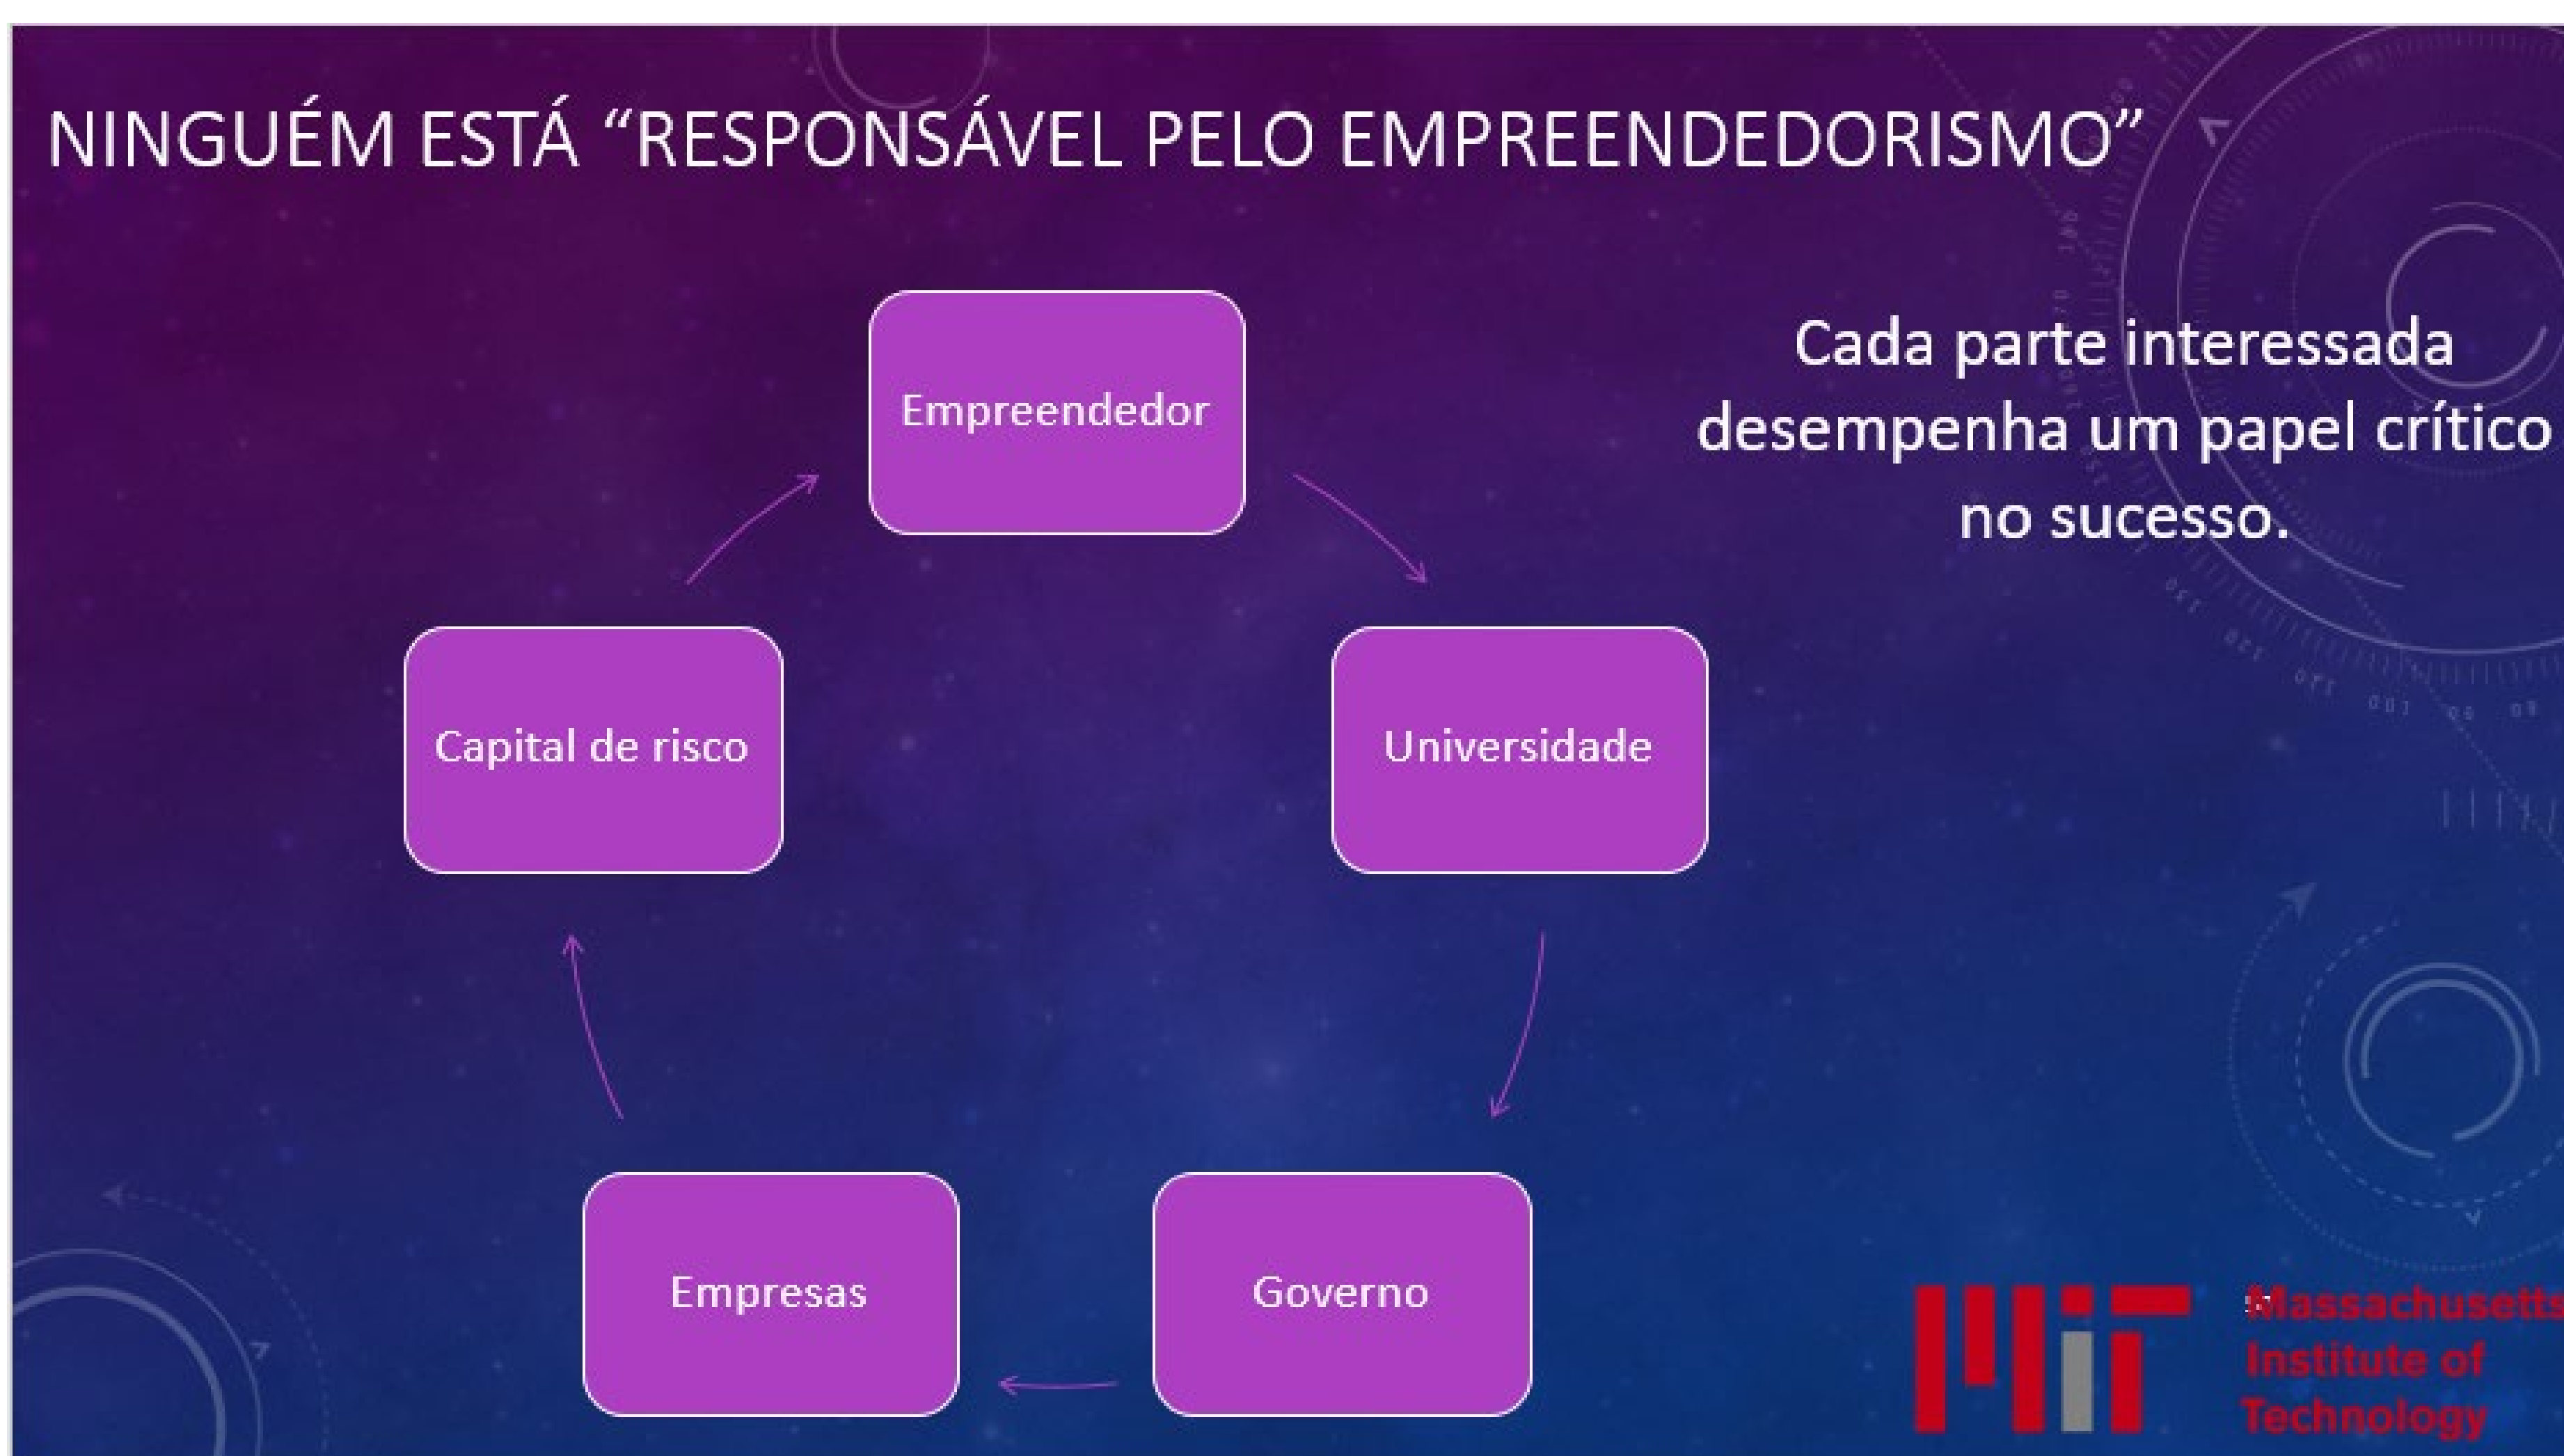 NINGUÉM ESTÁ “RESPONSÁVEL PELO EMPREENDEDORISMO”
Empreendedor
Cada parte interessada
desempenha um papel crítico
no sucesso.
Capital de risco
Universidade
Empresas
Governo
Massachusetts
Institute of
Technology